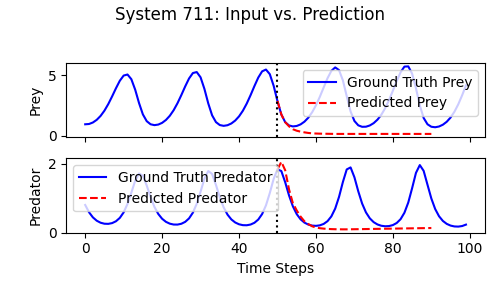 System 711: Input vs. Prediction
5
0
Prey
Ground Truth Prey
Predicted Prey
2
0
Predator
Ground Truth Predator
Predicted Predator
0 20 40 60 80 100
Time Steps